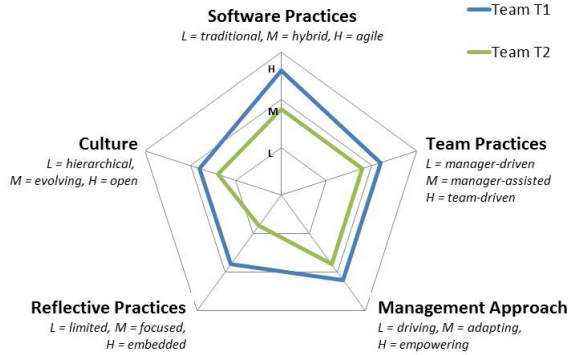 Team T1
Software Practices
L = traditional, M = hybrid, H = agile
Team T2
H
M
L
Culture
L = hierarchical,
M = evolving, H = open
Team Practices
L = manager-driven
M = manager-assisted
H = team-driven
Reflective Practices
L = limited, M = focused,
H = embedded
Management Approach
L = driving, M = adapting,
H = empowering